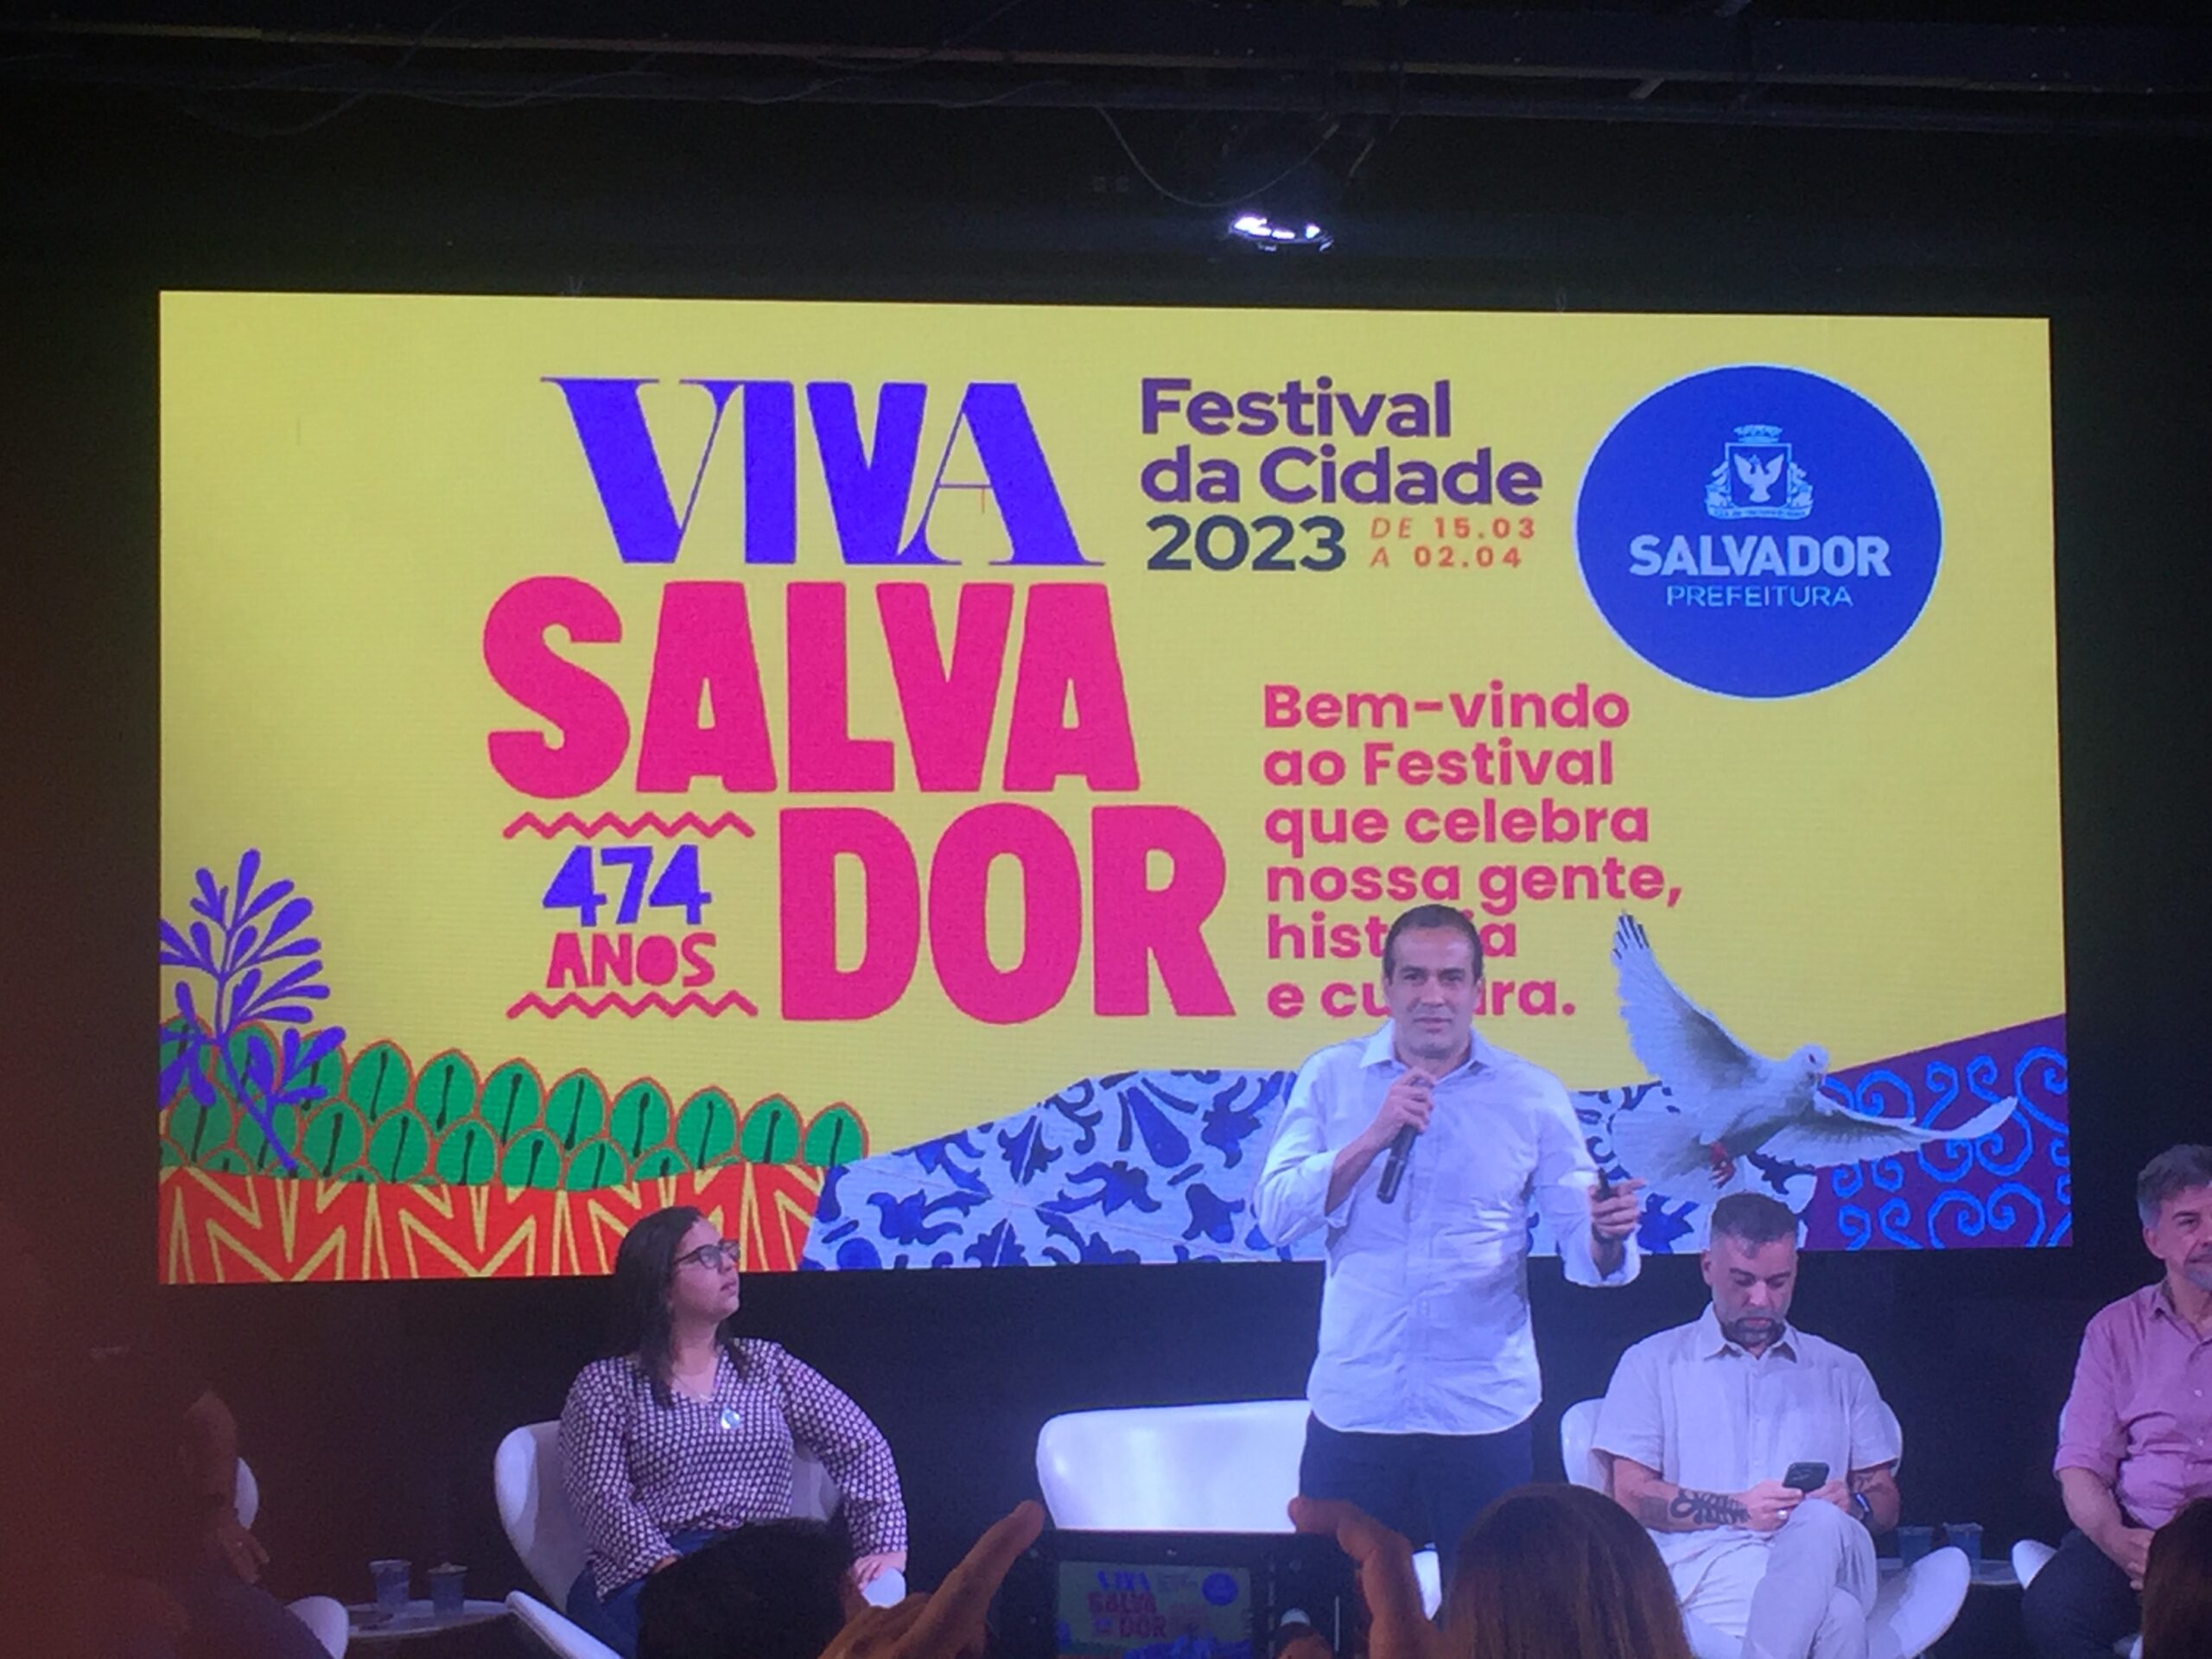 VIVA
SALVA
DOR
474
ANOS
Festival
da Cidade
2023
DE 15.03
A 02.04
SALVADOR
PREFEITURA
Bem-vindo
ao Festival
que celebra
nossa gente,
e